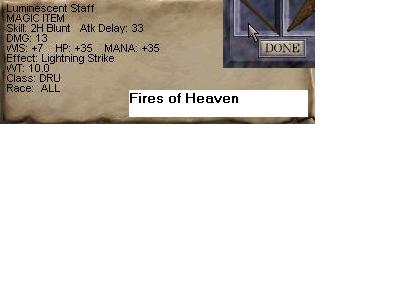 Luminescent Staff
MAGIC ITEM
Skill: 2H Blunt Atk Delay: 33
DMG: 13
WIS: +7 HP: +35 MANA: +35
Effect: Lightning Strike
WT: 10.0
Class: DRU
Race: ALL
DONE
Fires of Heaven